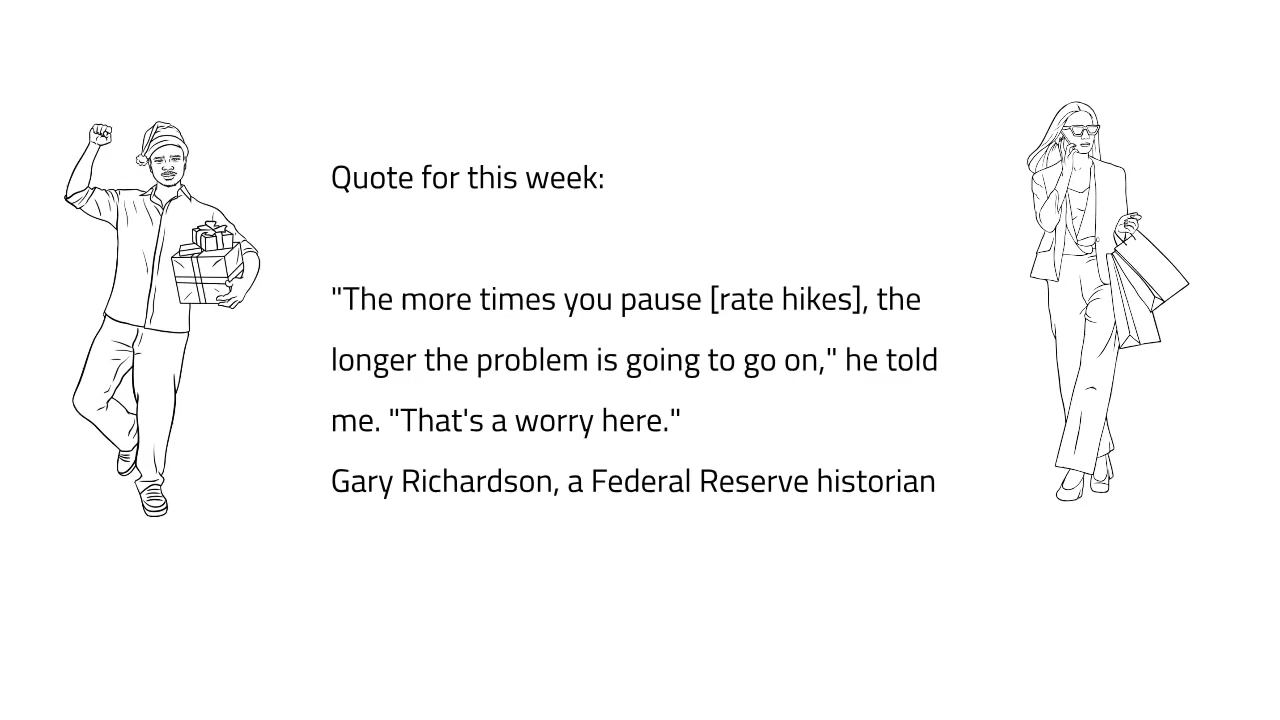 Quote for this week:
"The more times you pause [rate hikes], the
longer the problem is going to go on," he told
me. "That's a worry here."
Gary Richardson, a Federal Reserve historian